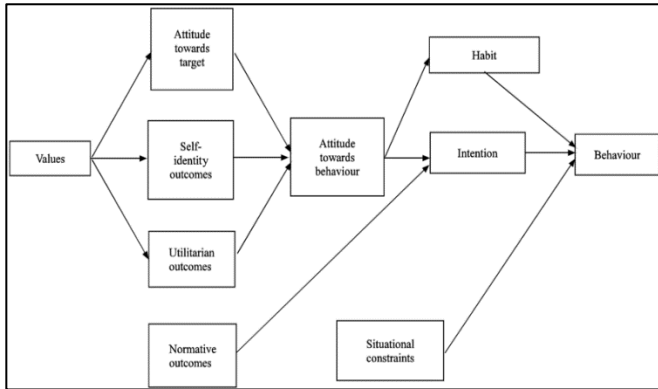 Attitude
towards
target
Habit
Values
Self-
identity
outcomes
Attitude
towards
behaviour
Intention
Behaviour
Utilitarian
outcomes
Normative
outcomes
Situational
constraints